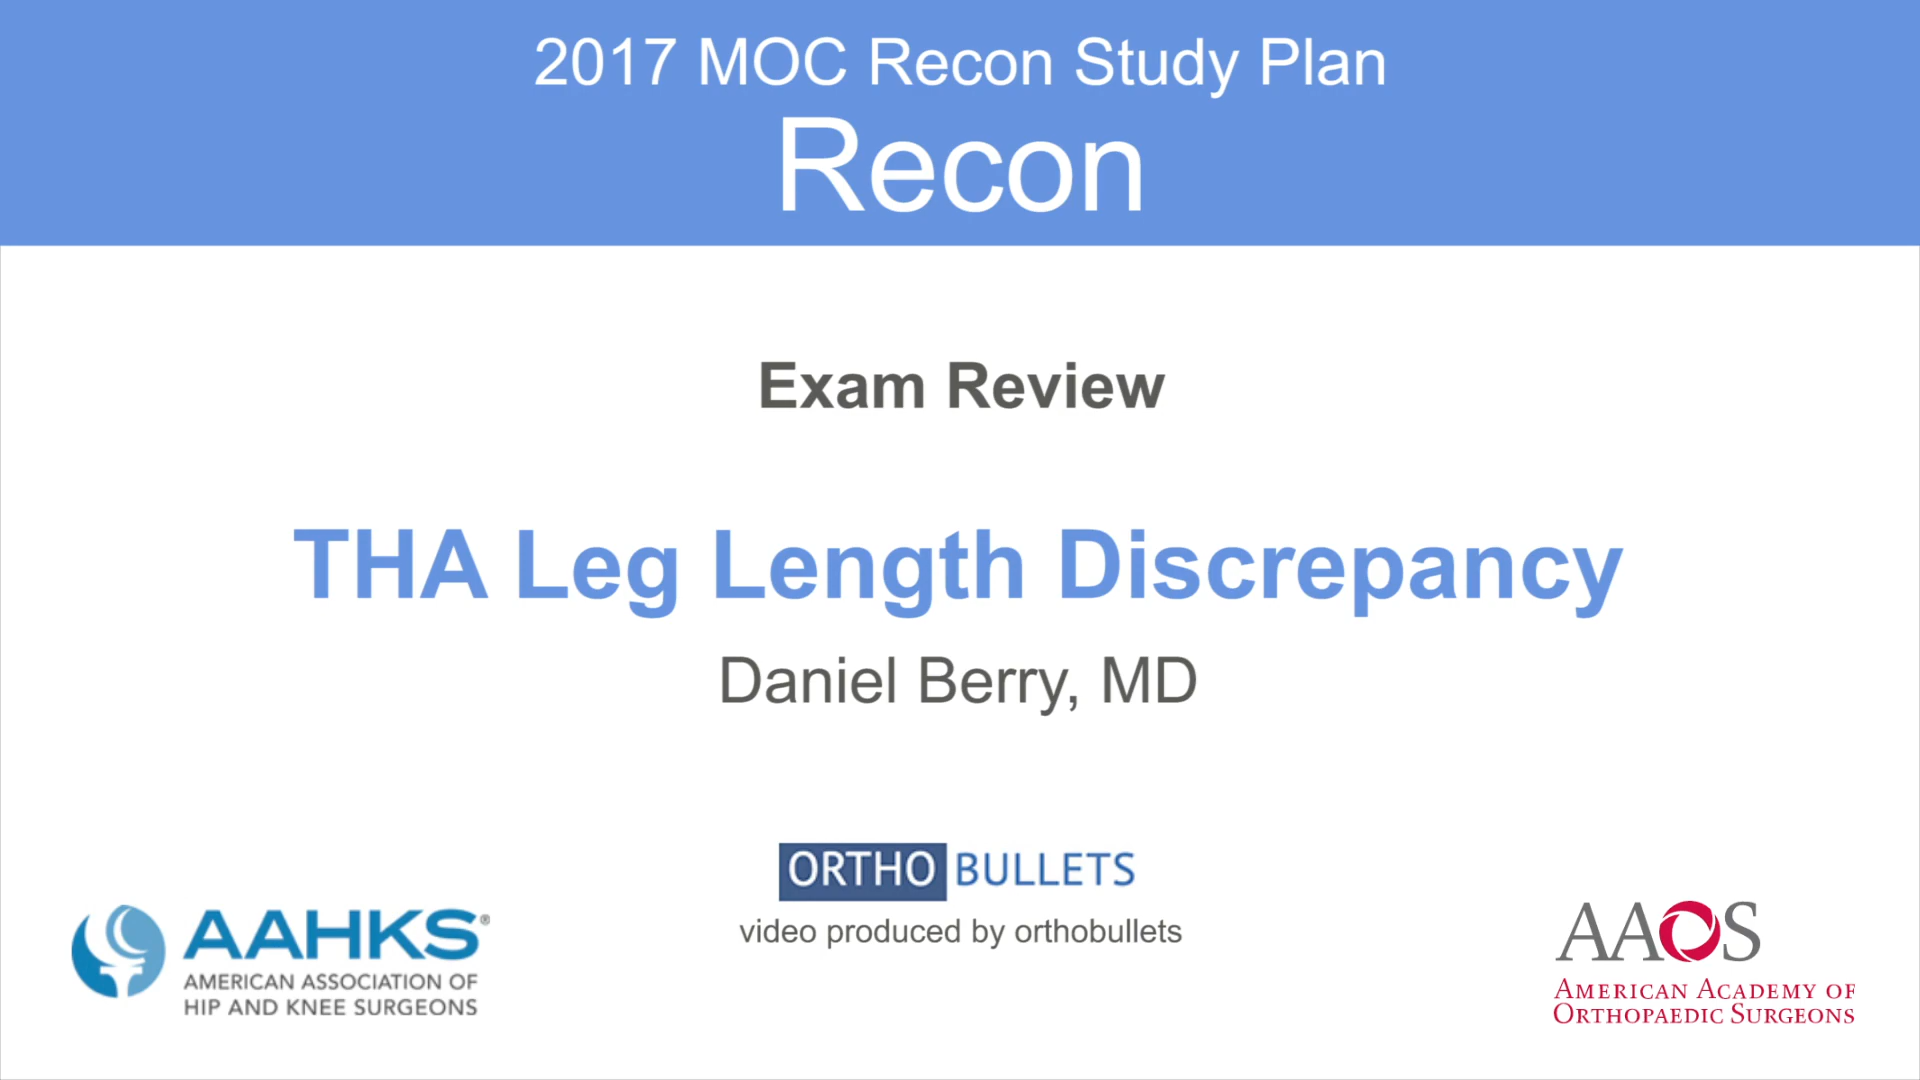 2017 MOC Recon Study Plan
Recon
Exam Review
THA Leg Length Discrepancy
Daniel Berry, MD
ORTHO BULLETS
video produced by orthobullets
AAHKS®
AMERICAN ASSOCIATION OF
HIP AND KNEE SURGEONS
AAOS
AMERICAN ACADEMY OF
ORTHOPAEDIC SURGEONS